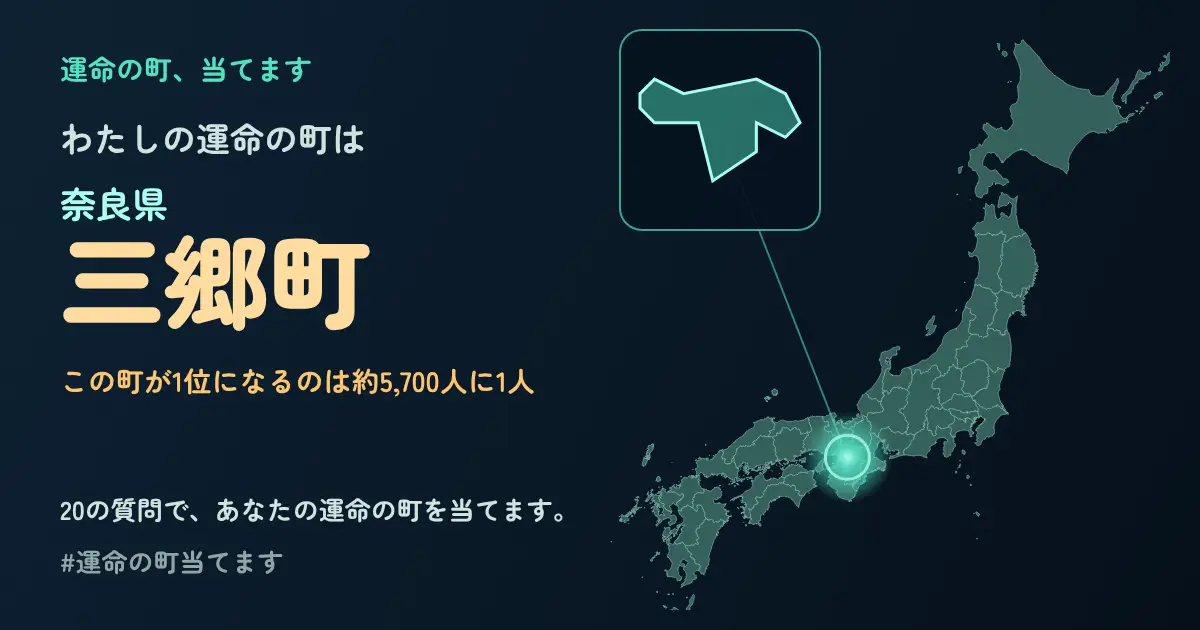 運命の町、当てます
わたしの運命の町は
奈良県
三郷町
この町が1位になるのは約5,700人に1人
20の質問で、あなたの運命の町を当てます。
#運命の町当てます